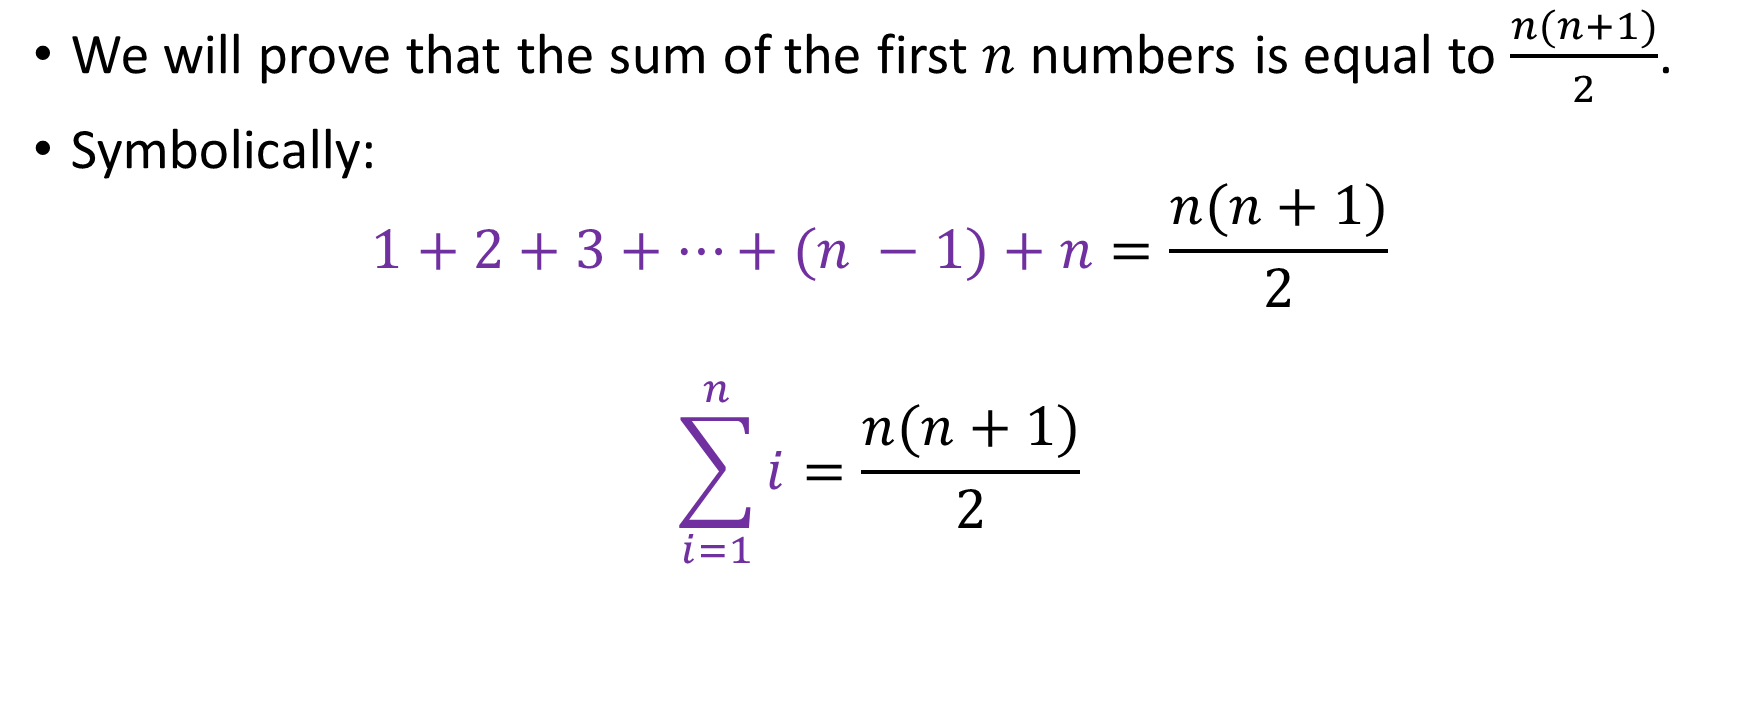 • We will prove that the sum of the first n numbers is equal to n(n+1)/2.
• Symbolically:
1 + 2 + 3 + ⋯ + (n − 1) + n = n(n + 1)/2
∑_{i=1}^{n} i = n(n + 1)/2